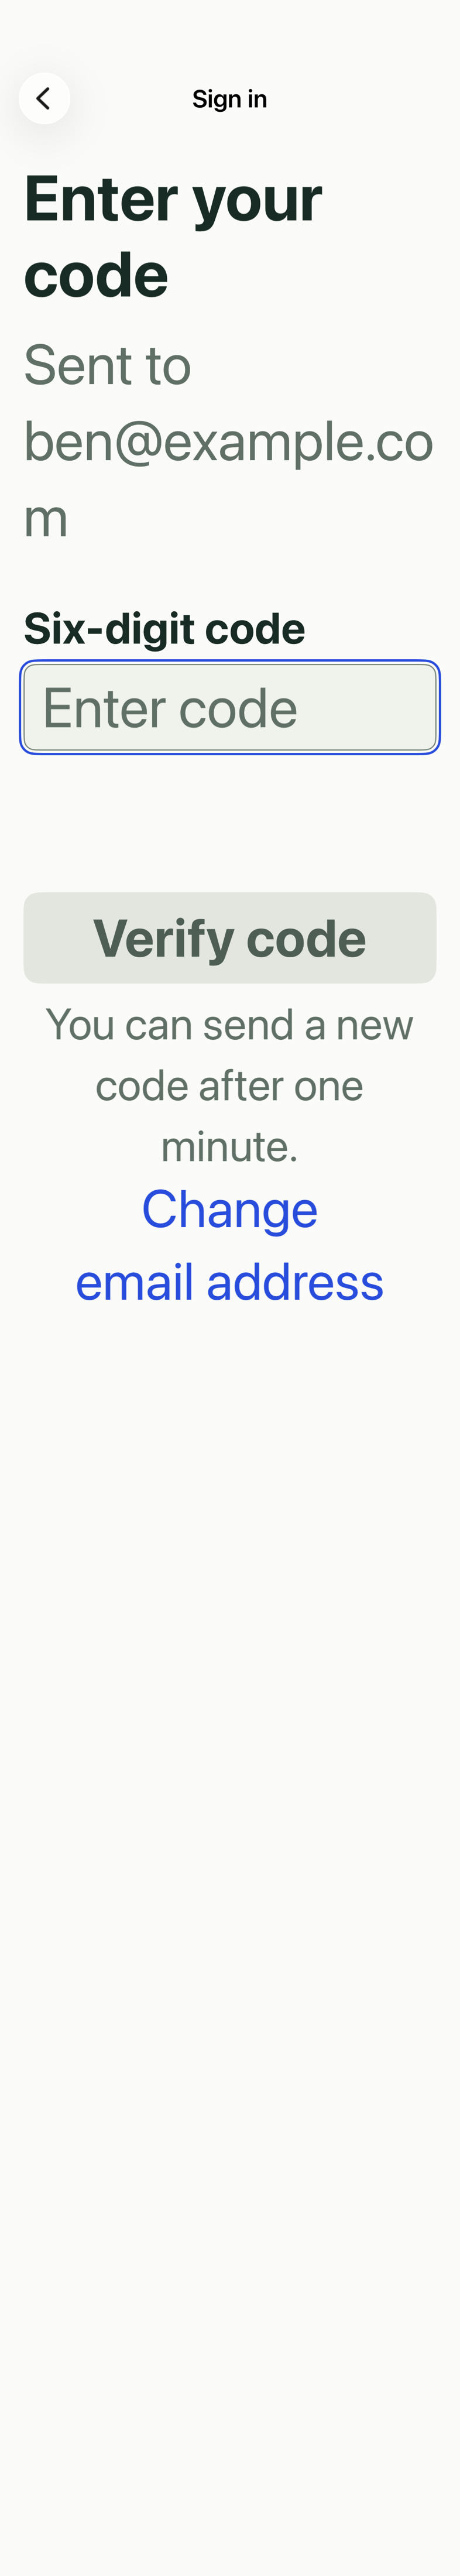 Sign in
Enter your
code
Sent to
ben@example.co
m
Six-digit code
Enter code
Verify code
You can send a new
code after one
minute.
Change
email address